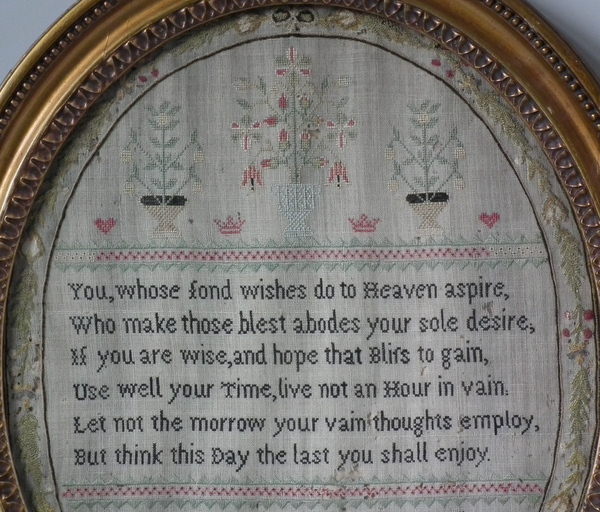 You, whose fond wishes do to Heaven aspire,
Who make those blest abodes your sole desire,
If you are wise, and hope that Bliſs to gain,
Use well your Time, live not an Hour in vain.
Let not the morrow your vain thoughts employ,
But think this Day the last you shall enjoy.